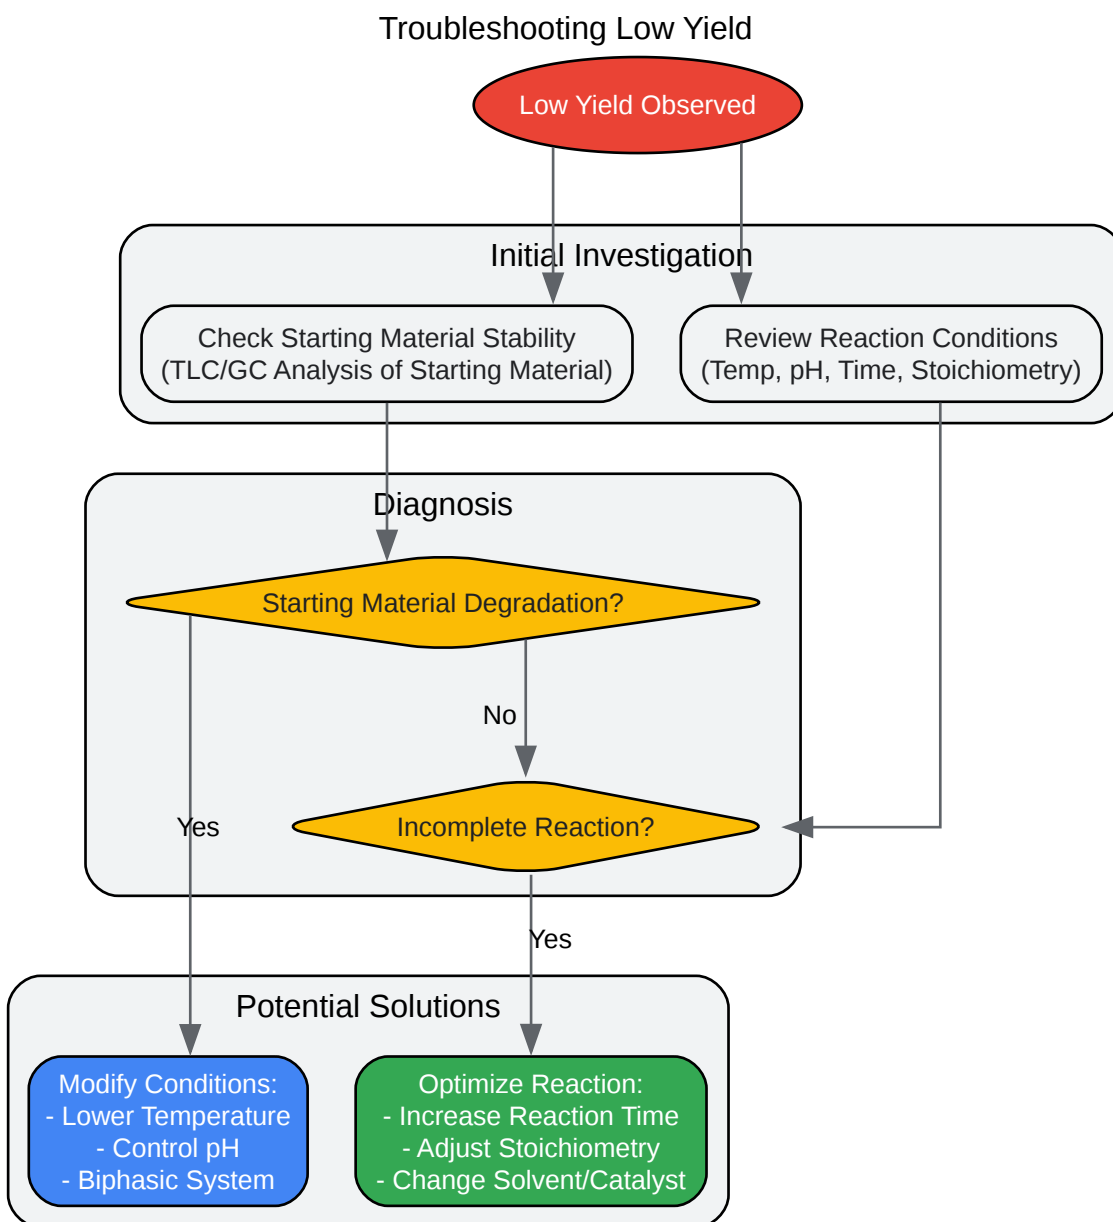 Troubleshooting Low Yield
Low Yield Observed
Initial Investigation
Check Starting Material Stability
(TLC/GC Analysis of Starting Material)
Review Reaction Conditions
(Temp, pH, Time, Stoichiometry)
Diagnosis
Starting Material Degradation?
No
Yes
Incomplete Reaction?
Yes
Potential Solutions
Modify Conditions:
- Lower Temperature
- Control pH
- Biphasic System
Optimize Reaction:
- Increase Reaction Time
- Adjust Stoichiometry
- Change Solvent/Catalyst